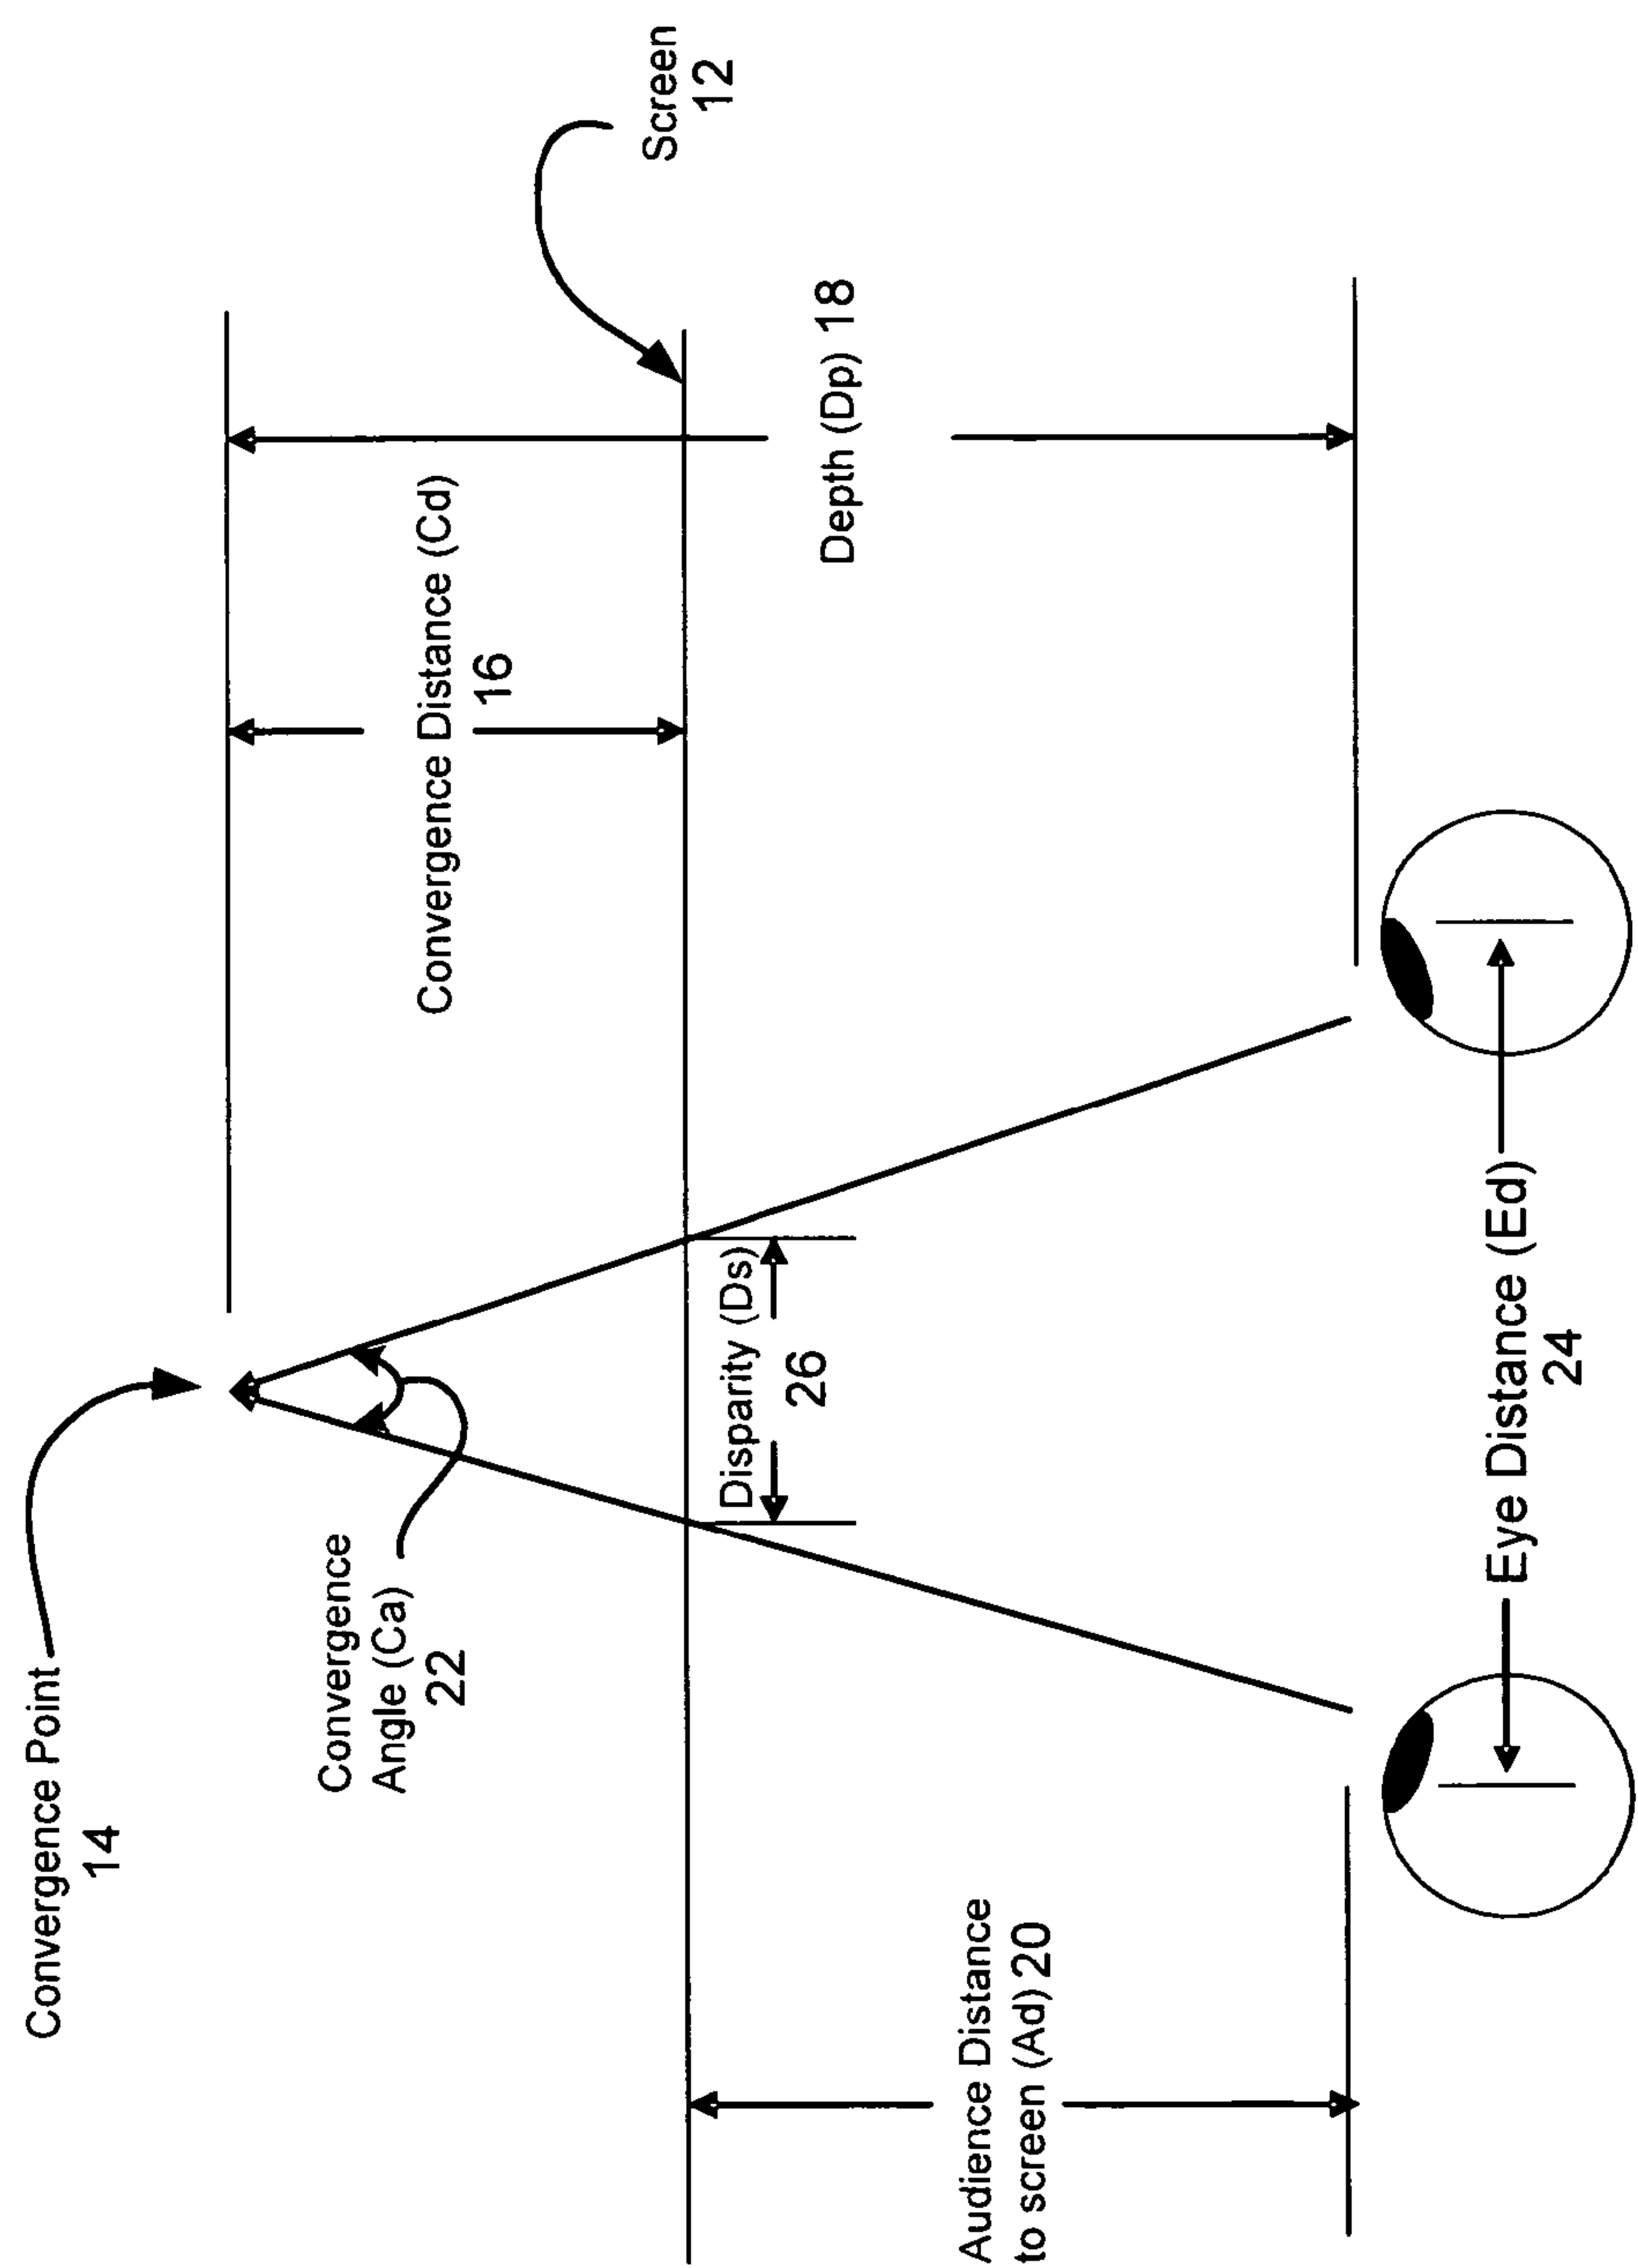 Convergence Point
14
Screen
12
Convergence Distance (Cd)
16
Depth (Dp) 18
Convergence
Angle (Ca)
22
Disparity (Ds)
26
Audience Distance
to screen (Ad) 20
Eye Distance (Ed)
24